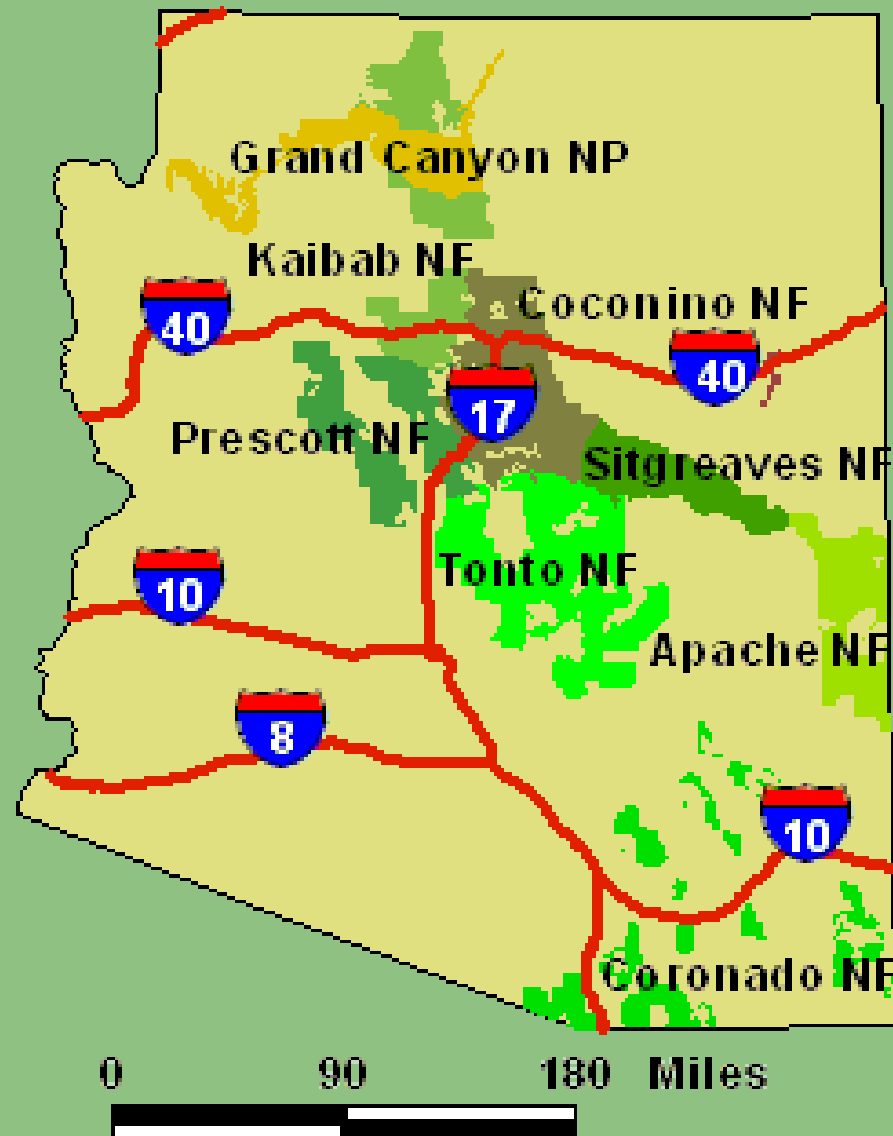 Grand Canyon NP
Kaibab NF
Coconino NF
40
40
17
Prescott NF
Sitgreaves NF
10
Tonto NF
Apache NF
8
10
Coronado NF
0 90 180 Miles